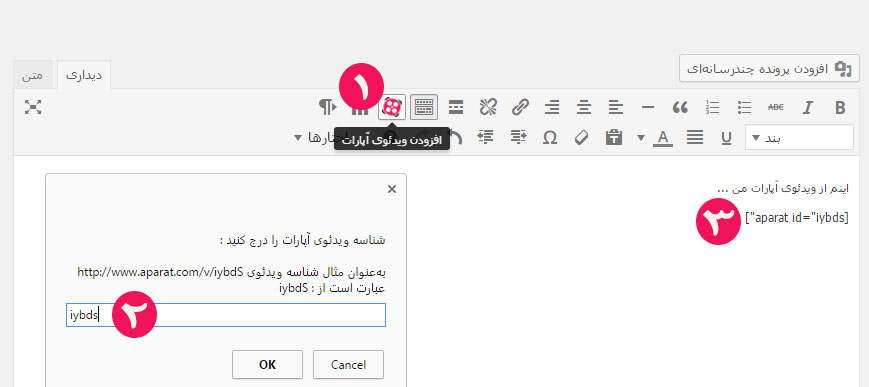 افزودن پرونده چندرسانه‌ای
دیداری
متن
۱
B I ABC
بند
U A Ω
افزودن ویدئوی آپارات
اینم از ویدئوی آپارات من ...
[aparat id="iybds"]
۳
×
شناسه ویدئوی آپارات را درج کنید :
به‌عنوان مثال شناسه ویدئوی http://www.aparat.com/v/iybdS
عبارت است از : iybdS
iybds
۲
OK
Cancel